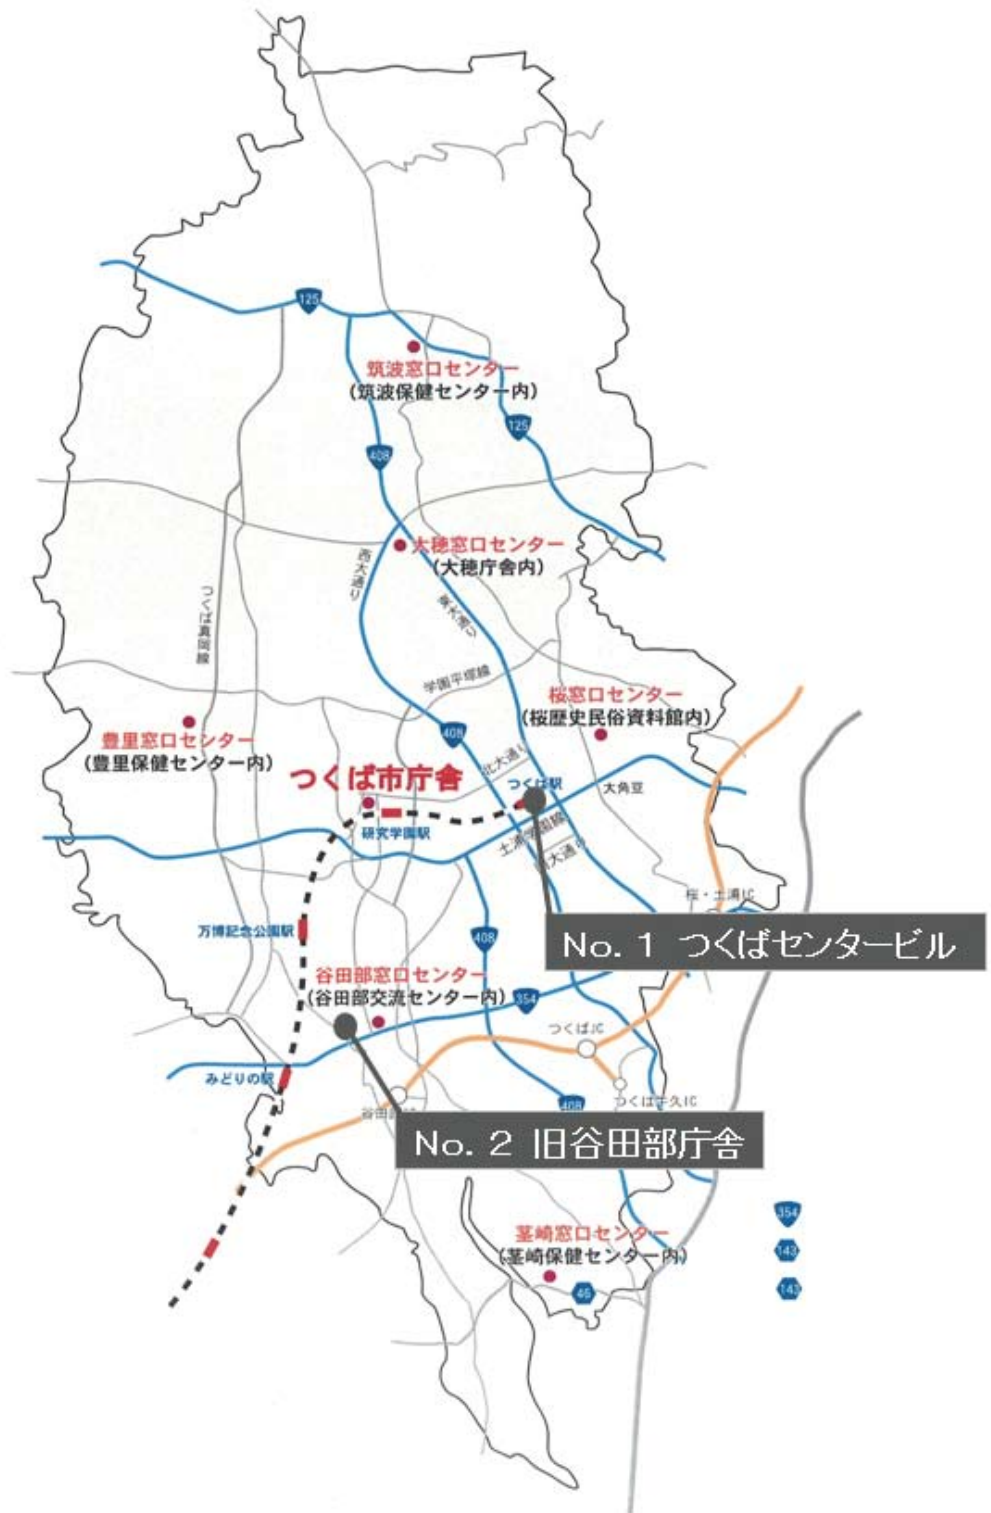 125
筑波窓口センター
(筑波保健センター内)
125
408
大穂窓口センター
(大穂庁舎内)
西大通り
東大通り
つくば真岡線
学園平塚線
桜窓口センター
(桜歴史民俗資料館内)
408
豊里窓口センター
(豊里保健センター内)
北大通り
つくば市庁舎
つくば駅
大角豆
研究学園駅
土浦学園線
南大通り
桜・土浦IC
万博記念公園駅
408
No. 1 つくばセンタービル
谷田部窓口センター
(谷田部交流センター内)
354
つくばJC
みどりの駅
つくば牛久IC
408
谷田部
No. 2 旧谷田部庁舎
354
茎崎窓口センター
(茎崎保健センター内)
143
46
143